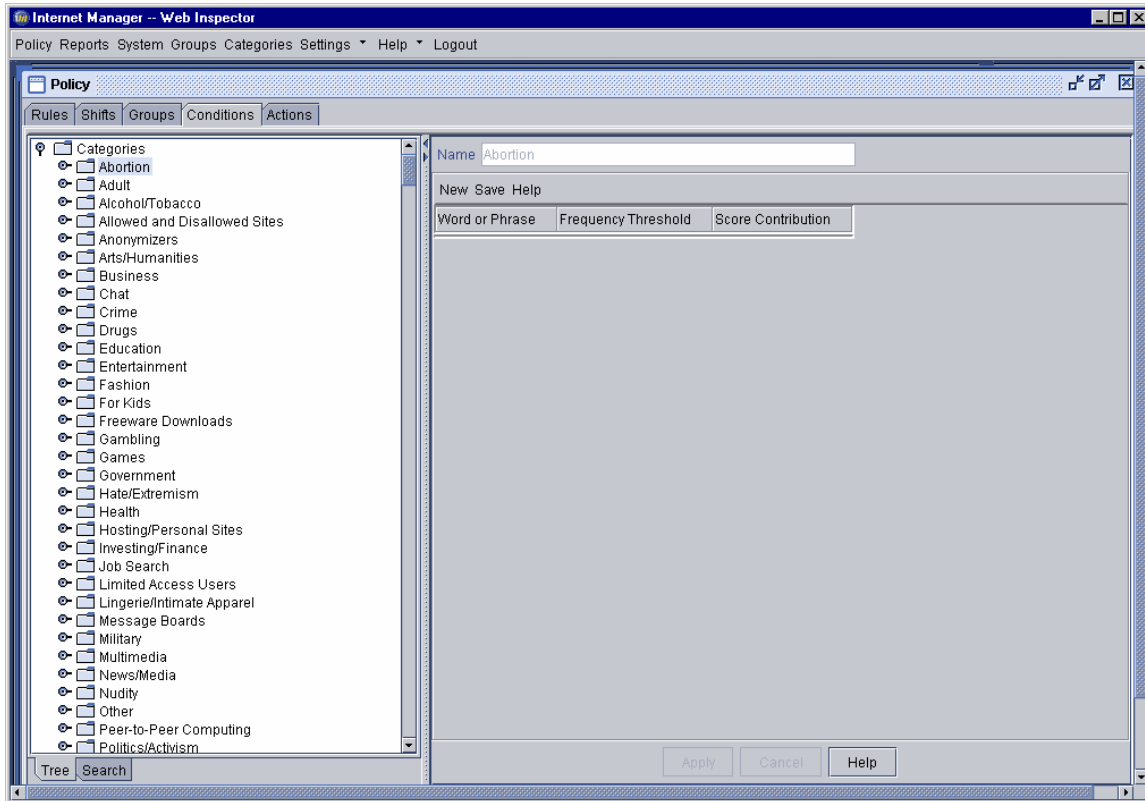 Internet Manager -- Web Inspector
Policy Reports System Groups Categories Settings Help Logout
Policy
Rules Shifts Groups Conditions Actions
Categories
Abortion
Adult
Alcohol/Tobacco
Allowed and Disallowed Sites
Anonymizers
Arts/Humanities
Business
Chat
Crime
Drugs
Education
Entertainment
Fashion
For Kids
Freeware Downloads
Gambling
Games
Government
Hate/Extremism
Health
Hosting/Personal Sites
Investing/Finance
Job Search
Limited Access Users
Lingerie/Intimate Apparel
Message Boards
Military
Multimedia
News/Media
Nudity
Other
Peer-to-Peer Computing
Politics/Activism
Tree Search
Name Abortion
New Save Help
Word or Phrase Frequency Threshold Score Contribution
Apply Cancel Help